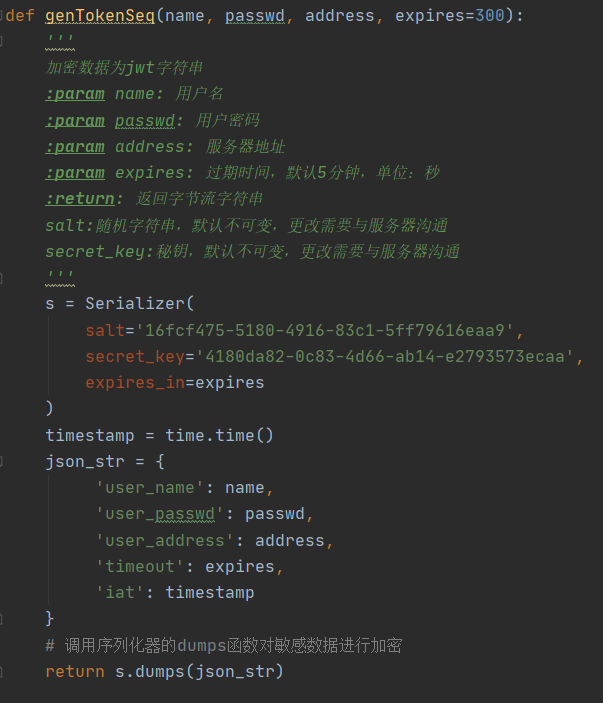 def genTokenSeq(name, passwd, address, expires=300):
    '''
    加密数据为jwt字符串
    :param name: 用户名
    :param passwd: 用户密码
    :param address: 服务器地址
    :param expires: 过期时间，默认5分钟，单位：秒
    :return: 返回字节流字符串
    salt:随机字符串，默认不可变，更改需要与服务器沟通
    secret_key:秘钥，默认不可变，更改需要与服务器沟通
    '''
    s = Serializer(
        salt='16fcf475-5180-4916-83c1-5ff79616eaa9',
        secret_key='4180da82-0c83-4d66-ab14-e2793573ecaa',
        expires_in=expires
    )
    timestamp = time.time()
    json_str = {
         'user_name': name,
         'user_passwd': passwd,
         'user_address': address,
         'timeout': expires,
         'iat': timestamp
    }
    # 调用序列化器的dumps函数对敏感数据进行加密
    return s.dumps(json_str)